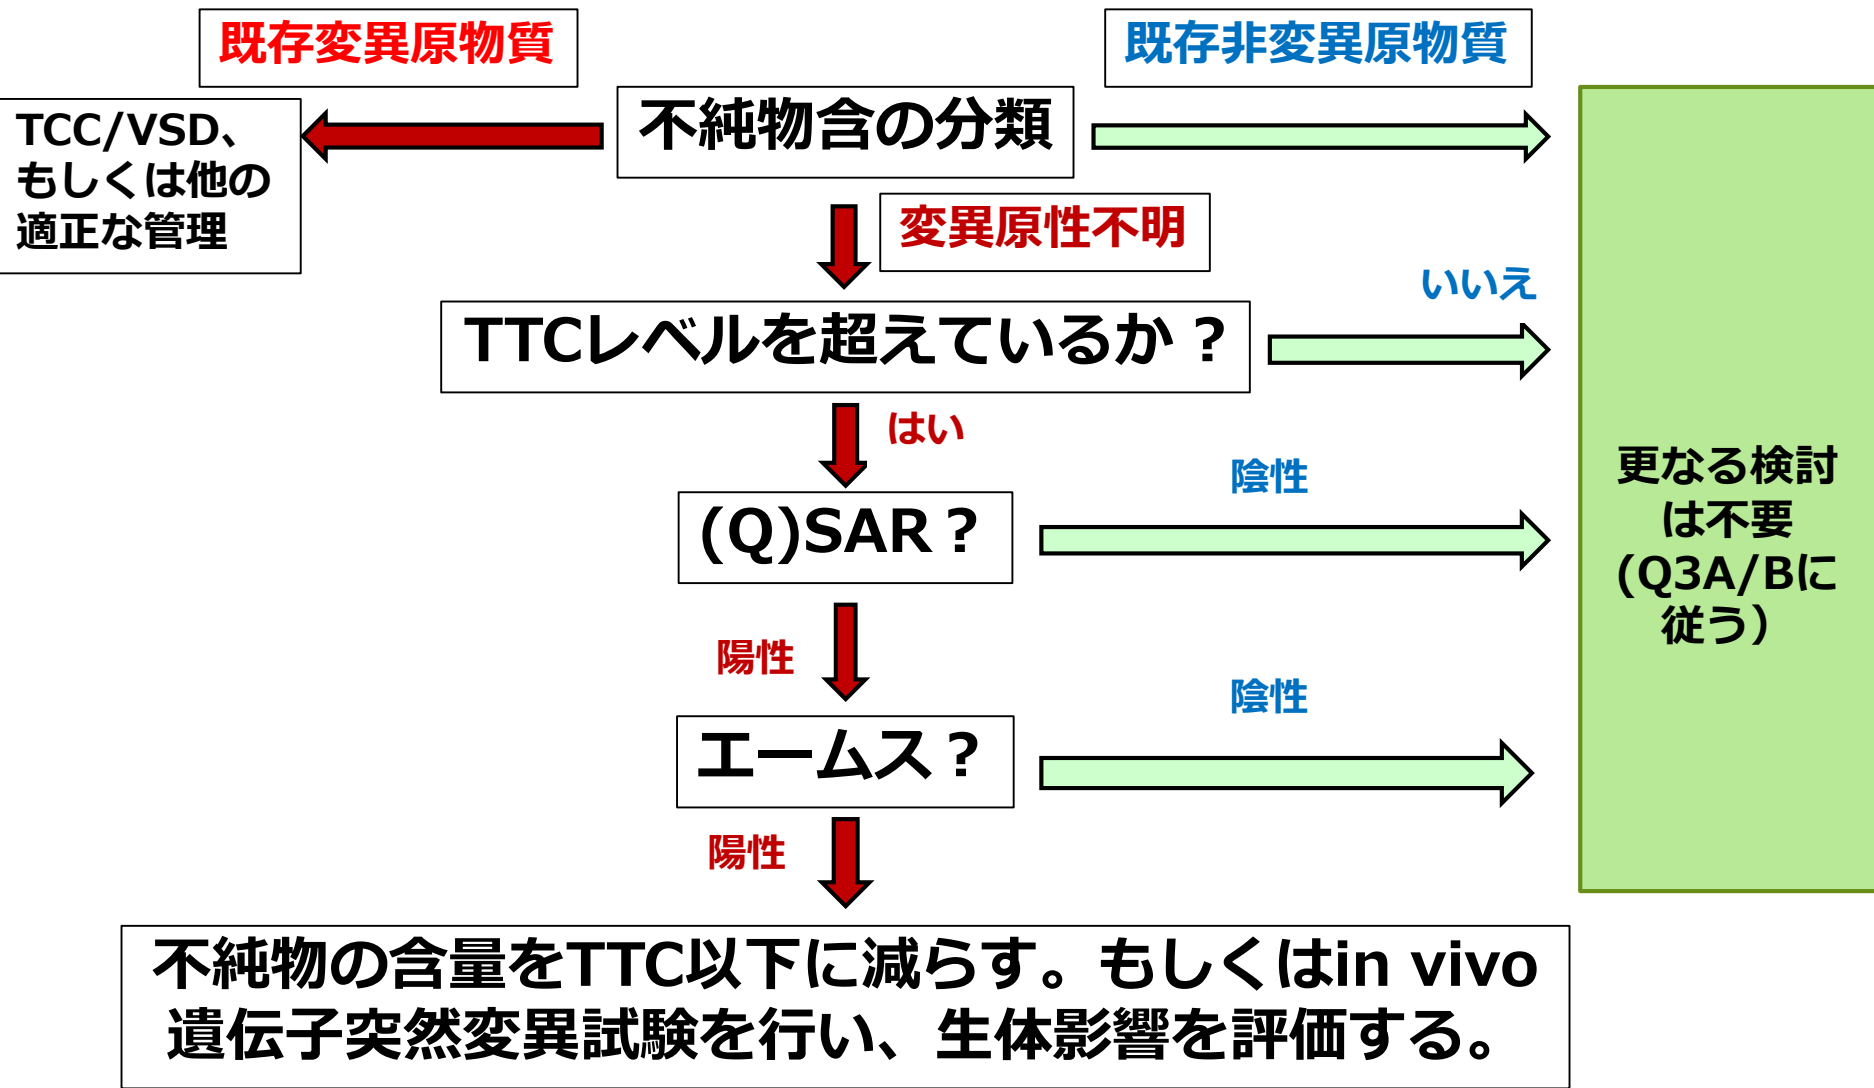 既存変異原物質
既存非変異原物質
TCC/VSD、
もしくは他の
適正な管理
不純物含の分類
変異原性不明
いいえ
TTCレベルを超えているか？
はい
陰性
(Q)SAR？
更なる検討
は不要
(Q3A/Bに
従う）
陽性
陰性
エームス？
陽性
不純物の含量をTTC以下に減らす。もしくはin vivo
遺伝子突然変異試験を行い、生体影響を評価する。